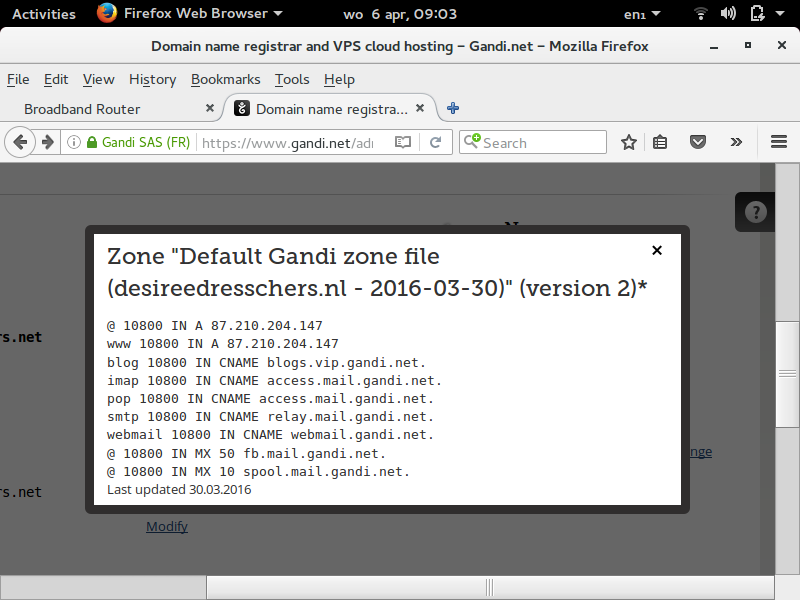 Activities Firefox Web Browser wo 6 apr, 09:03 en₁
Domain name registrar and VPS cloud hosting – Gandi.net – Mozilla Firefox
File Edit View History Bookmarks Tools Help
Broadband Router × Domain name registra... ×
Gandi SAS (FR) https://www.gandi.net/adr Search
?
Zone "Default Gandi zone file
(desireedresschers.nl - 2016-03-30)" (version 2)*
@ 10800 IN A 87.210.204.147
www 10800 IN A 87.210.204.147
rs.net
blog 10800 IN CNAME blogs.vip.gandi.net.
imap 10800 IN CNAME access.mail.gandi.net.
pop 10800 IN CNAME access.mail.gandi.net.
smtp 10800 IN CNAME relay.mail.gandi.net.
webmail 10800 IN CNAME webmail.gandi.net.
@ 10800 IN MX 50 fb.mail.gandi.net.
nge
@ 10800 IN MX 10 spool.mail.gandi.net.
Last updated 30.03.2016
rs.net
Modify